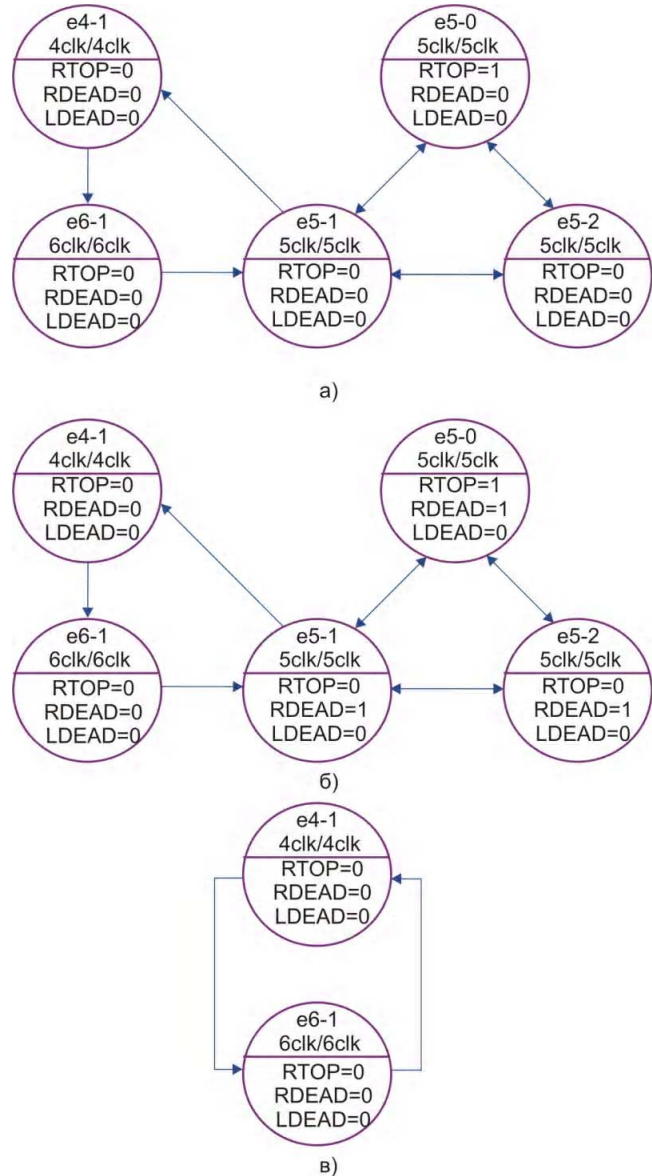 e4-1
4clk/4clk
RTOP=0
RDEAD=0
LDEAD=0
e5-0
5clk/5clk
RTOP=1
RDEAD=0
LDEAD=0
e6-1
6clk/6clk
RTOP=0
RDEAD=0
LDEAD=0
e5-1
5clk/5clk
RTOP=0
RDEAD=0
LDEAD=0
e5-2
5clk/5clk
RTOP=0
RDEAD=0
LDEAD=0
а)
e4-1
4clk/4clk
RTOP=0
RDEAD=0
LDEAD=0
e5-0
5clk/5clk
RTOP=1
RDEAD=1
LDEAD=0
e6-1
6clk/6clk
RTOP=0
RDEAD=0
LDEAD=0
e5-1
5clk/5clk
RTOP=0
RDEAD=1
LDEAD=0
e5-2
5clk/5clk
RTOP=0
RDEAD=1
LDEAD=0
б)
e4-1
4clk/4clk
RTOP=0
RDEAD=0
LDEAD=0
e6-1
6clk/6clk
RTOP=0
RDEAD=0
LDEAD=0
в)